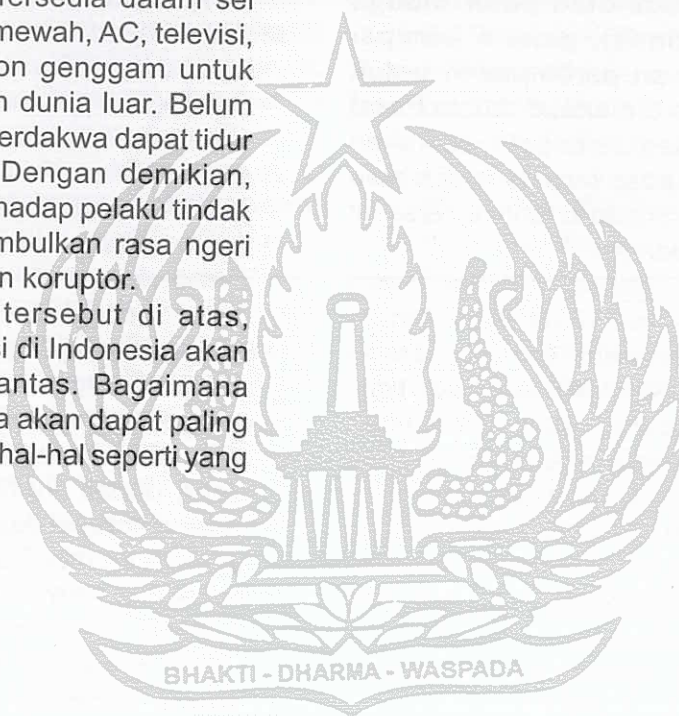 tersedia dalam sel
mewah, AC, televisi,
on genggam untuk
n dunia luar. Belum
erdakwa dapat tidur
Dengan demikian,
hadap pelaku tindak
mbulkan rasa ngeri
n koruptor.
tersebut di atas,
si di Indonesia akan
antas. Bagaimana
a akan dapat paling
hal-hal seperti yang
BHAKTI - DHARMA - WASPADA